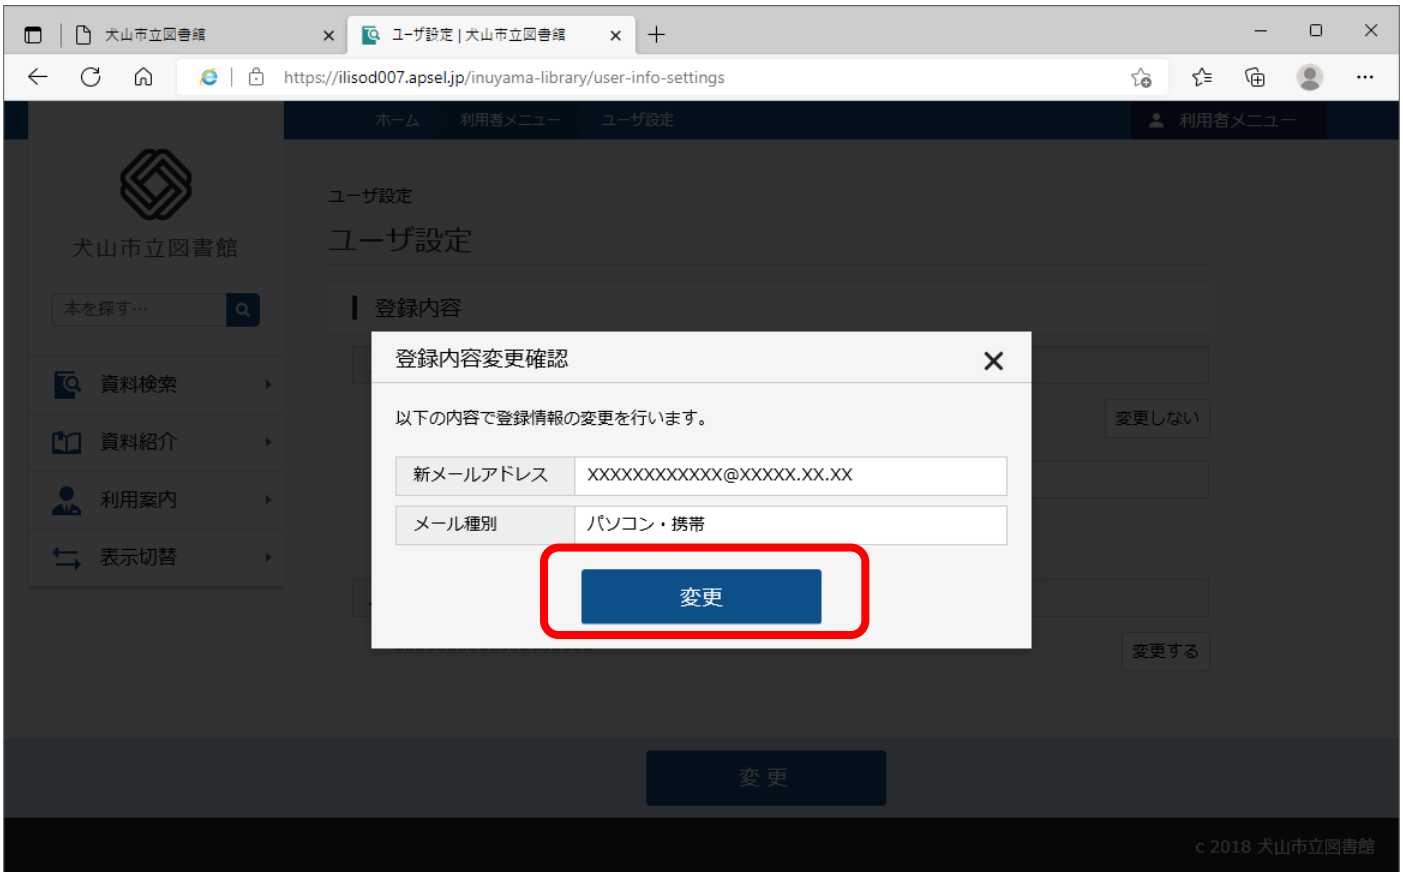 犬山市立図書館
ユーザ設定 | 犬山市立図書館
https://ilisod007.apsel.jp/inuyama-library/user-info-settings
ホーム 利用者メニュー ユーザ設定
利用者メニュー
犬山市立図書館
本を探す…
資料検索
資料紹介
利用案内
表示切替
ユーザ設定
ユーザ設定
登録内容
変更しない
登録内容変更確認
以下の内容で登録情報の変更を行います。
新メールアドレス XXXXXXXXXXXX@XXXXX.XX.XX
メール種別 パソコン・携帯
変更
変更する
変 更
c 2018 犬山市立図書館